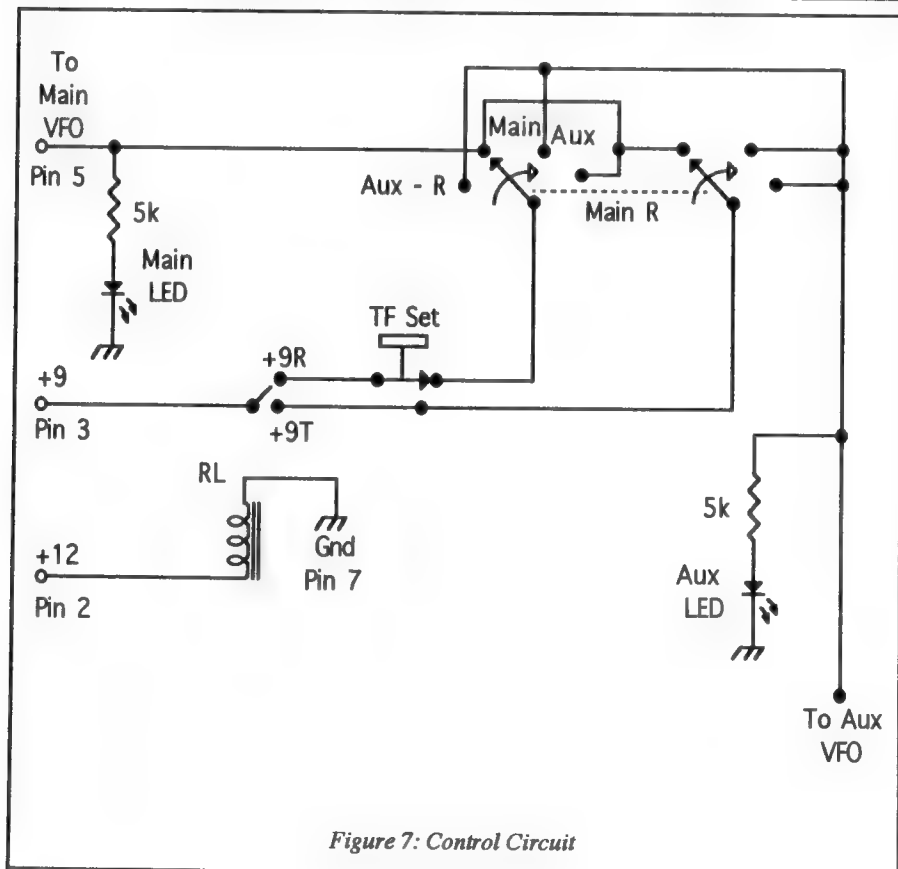 To
Main
VFO
Pin 5
5k
Main
LED
Main
Aux
Aux - R
Main R
TF Set
+9R
+9
Pin 3
+9T
RL
Gnd
Pin 7
+12
Pin 2
5k
Aux
LED
To Aux
VFO
Figure 7: Control Circuit